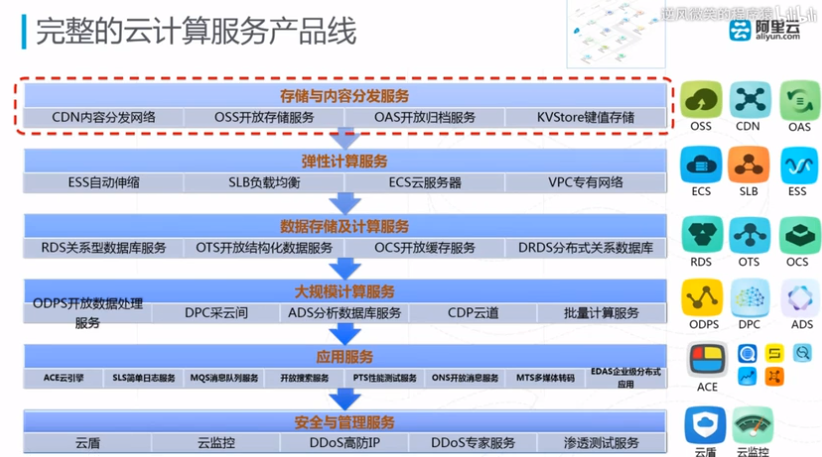 完整的云计算服务产品线
逆风微笑的程序猿
bilibili
阿里云
aliyun.com
存储与内容分发服务
CDN内容分发网络 OSS开放存储服务 OAS开放归档服务 KVStore键值存储
OSS CDN OAS
弹性计算服务
ESS自动伸缩 SLB负载均衡 ECS云服务器 VPC专有网络
ECS SLB ESS
数据存储及计算服务
RDS关系型数据库服务 OTS开放结构化数据服务 OCS开放缓存服务 DRDS分布式关系数据库
RDS OTS OCS
大规模计算服务
ODPS开放数据处理
服务
DPC采云间 ADS分析数据库服务 CDP云道 批量计算服务
ODPS DPC ADS
应用服务
ACE云引擎 SLS简单日志服务 MQS消息队列服务 开放搜索服务 PTS性能测试服务 ONS开放消息服务 MTS多媒体转码
EDAS企业级分布式
应用
ACE
安全与管理服务
云盾 云监控 DDoS高防IP DDoS专家服务 渗透测试服务
云盾 云监控